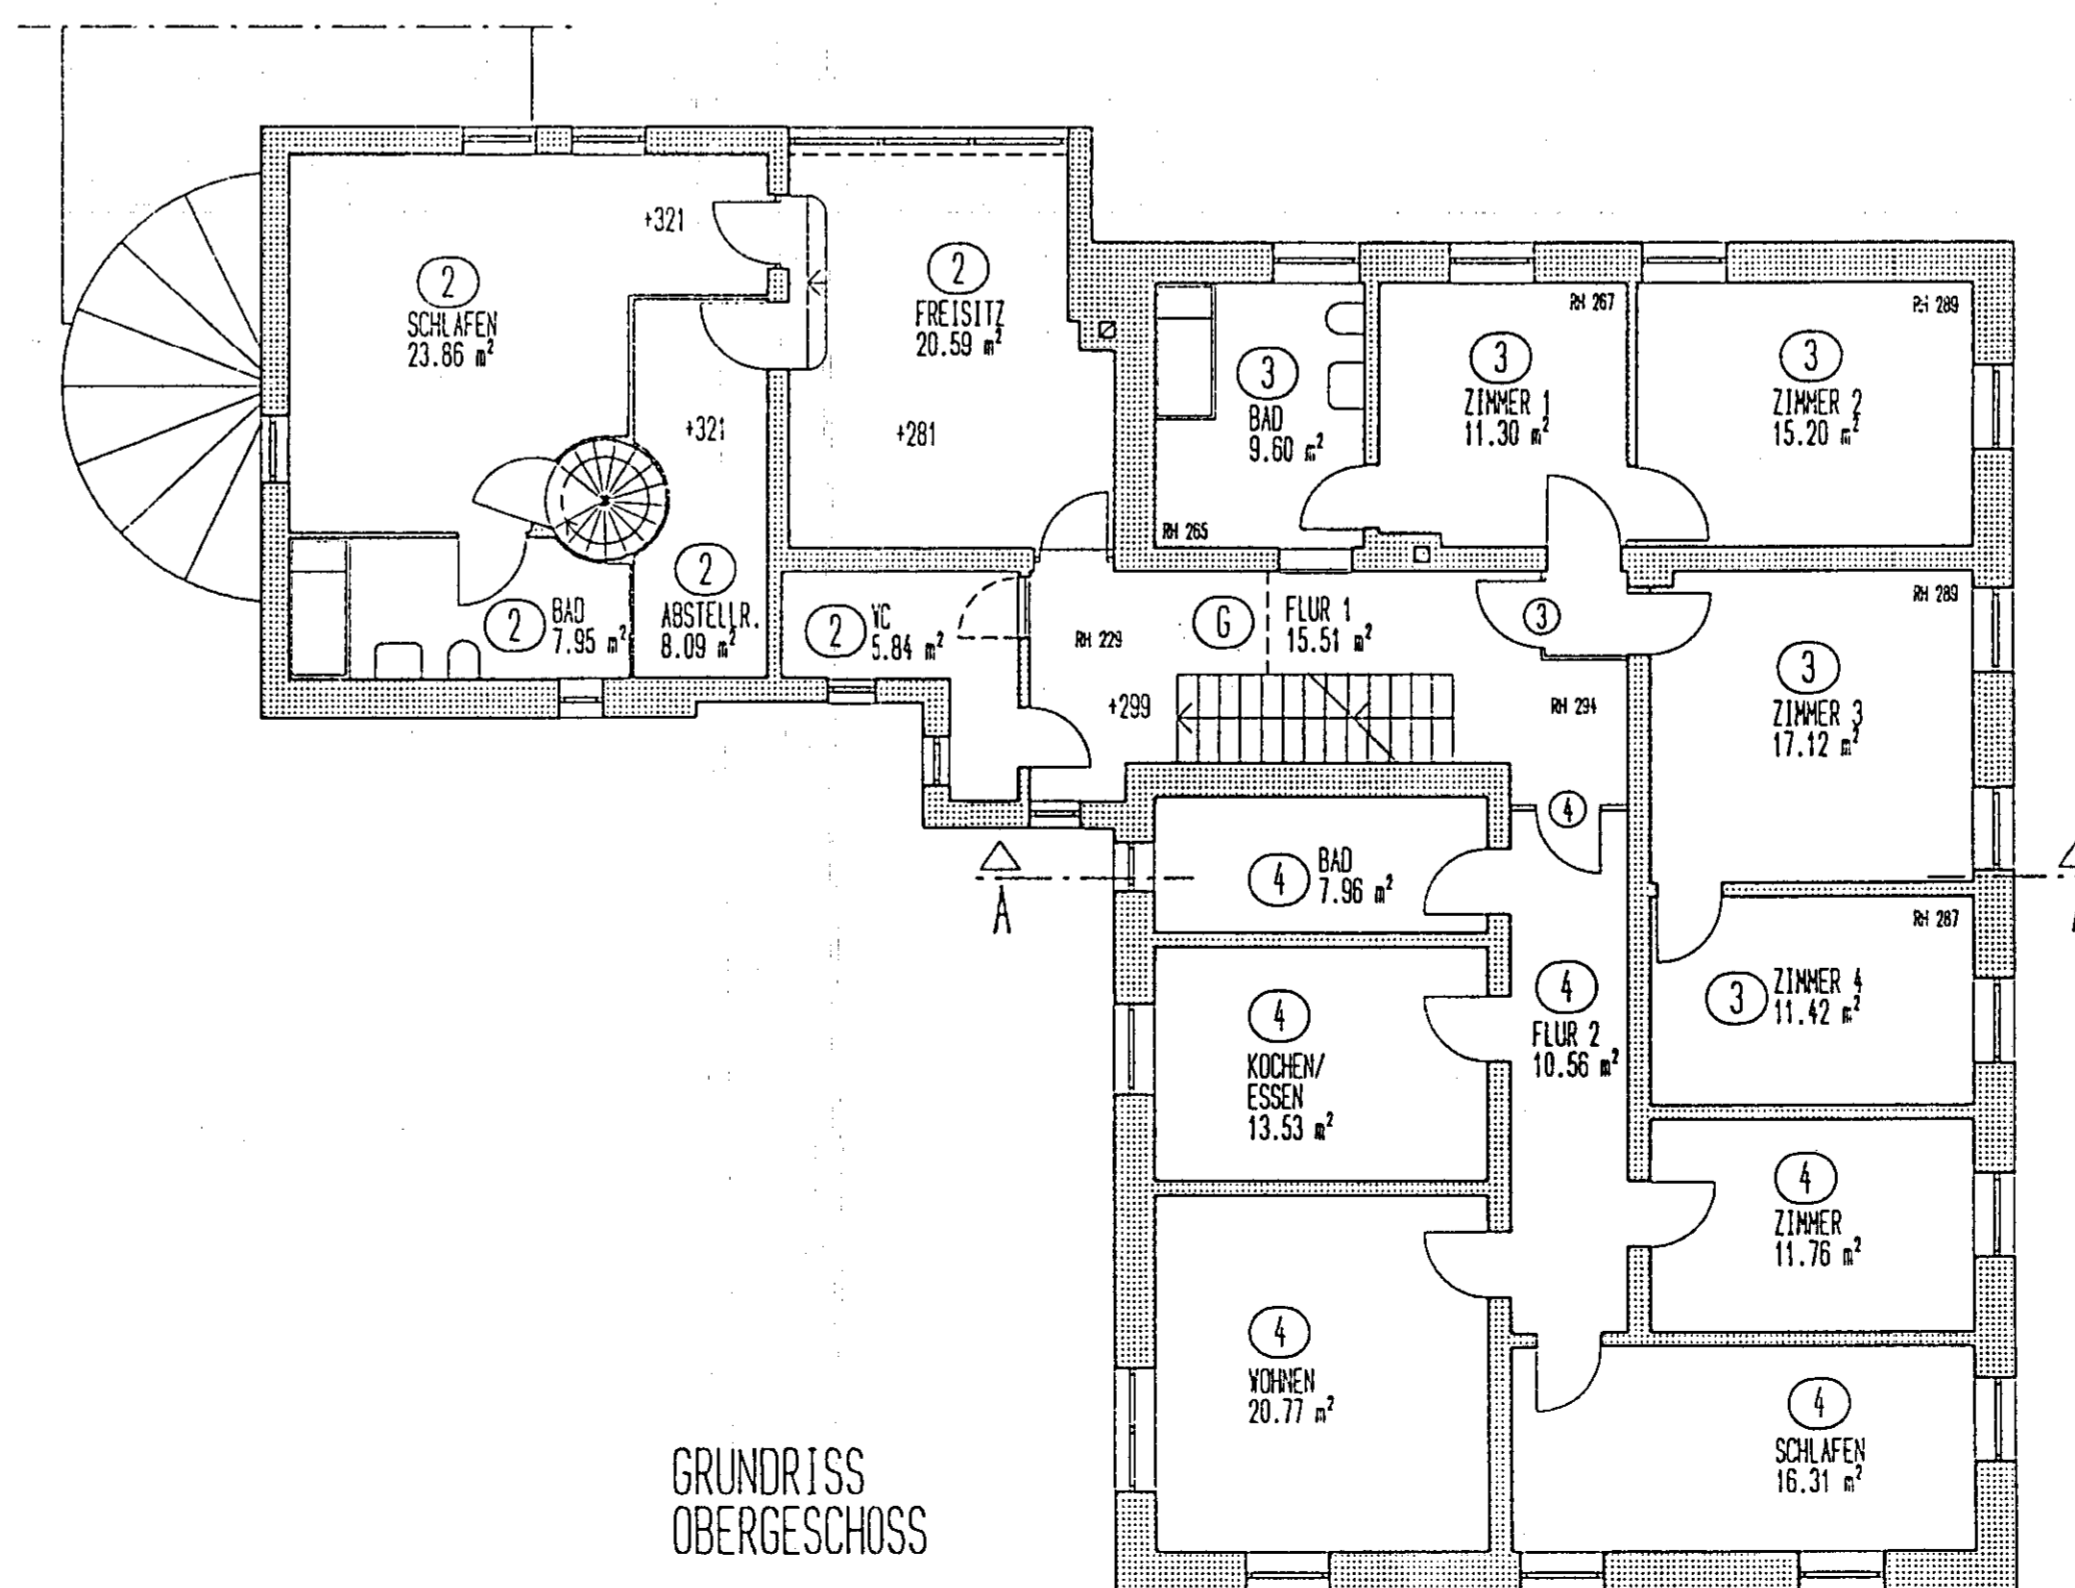 +321
2
SCHLAFEN
23.86 m²
2
FREISITZ
20.59 m²
+321
+281
3
BAD
9.60 m²
RH 265
RH 267
3
ZIMMER 1
11.30 m²
RH 289
3
ZIMMER 2
15.20 m²
2
BAD
7.95 m²
2
ABSTELLR.
8.09 m²
2
WC
5.84 m²
RH 229
G
FLUR 1
15.51 m²
3
+299
RH 294
RH 289
3
ZIMMER 3
17.12 m²
4
A
4
BAD
7.96 m²
RH 287
3
ZIMMER 4
11.42 m²
4
KOCHEN/
ESSEN
13.53 m²
4
FLUR 2
10.56 m²
4
ZIMMER
11.76 m²
4
WOHNEN
20.77 m²
4
SCHLAFEN
16.31 m²
GRUNDRISS
OBERGESCHOSS